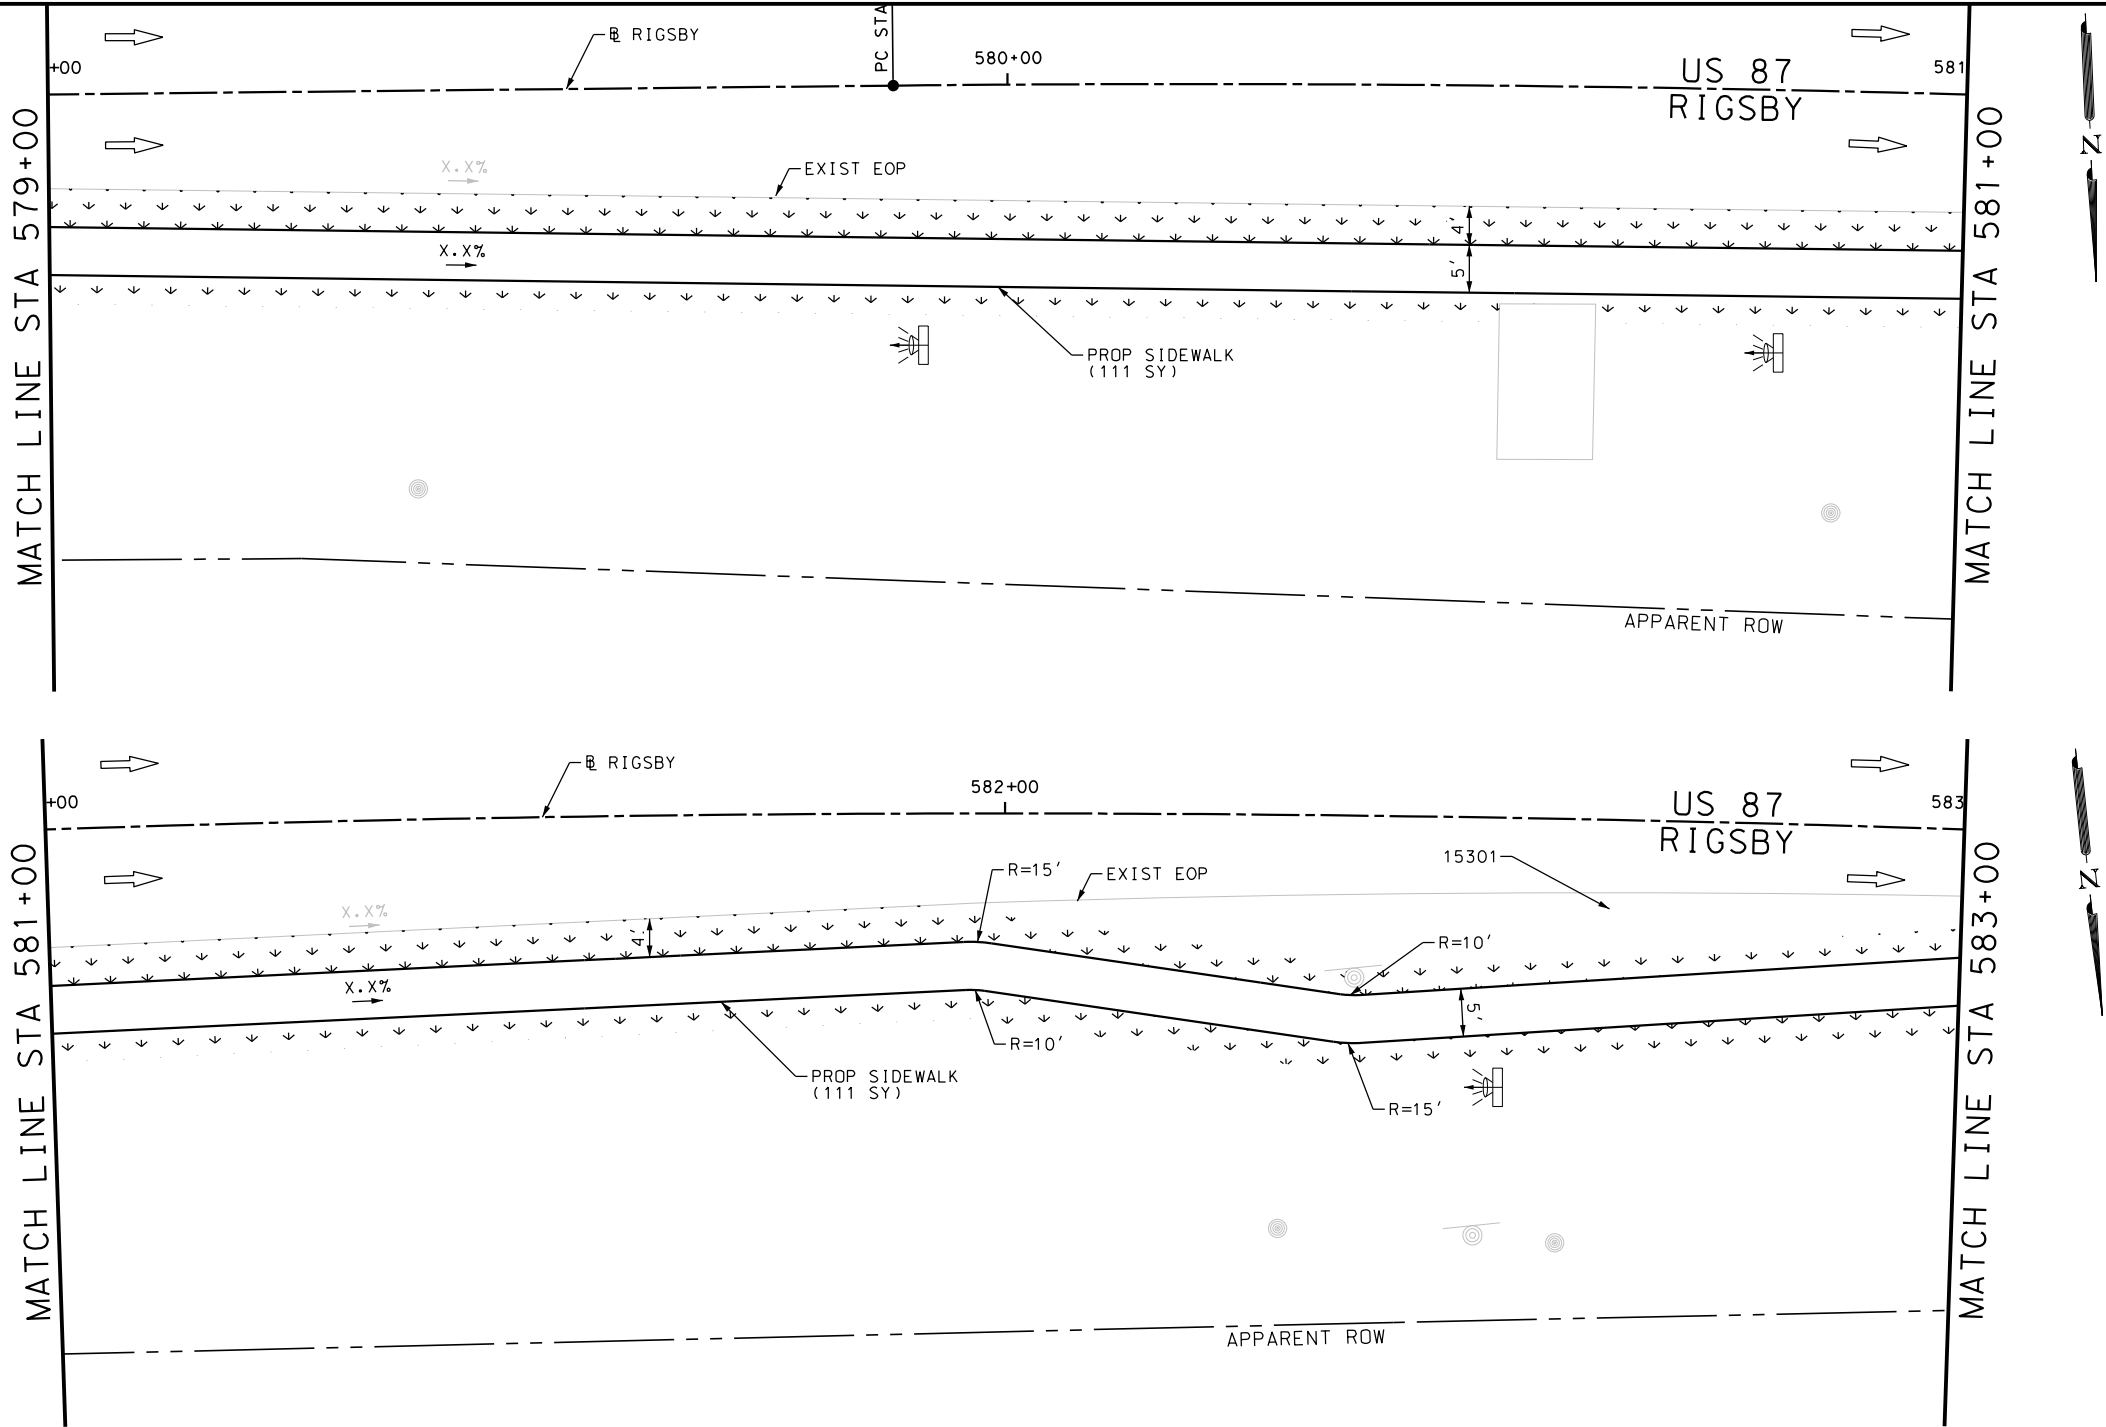 ℄ RIGSBY
PC STA
+00
580+00
581
US 87
RIGSBY
MATCH LINE STA 579+00
MATCH LINE STA 581+00
X.X%
EXIST EOP
4'
X.X%
5'
PROP SIDEWALK
(111 SY)
APPARENT ROW
N
℄ RIGSBY
+00
582+00
583
US 87
RIGSBY
MATCH LINE STA 581+00
MATCH LINE STA 583+00
R=15'
EXIST EOP
15301
X.X%
4'
R=10'
X.X%
5'
R=10'
PROP SIDEWALK
(111 SY)
R=15'
APPARENT ROW
N